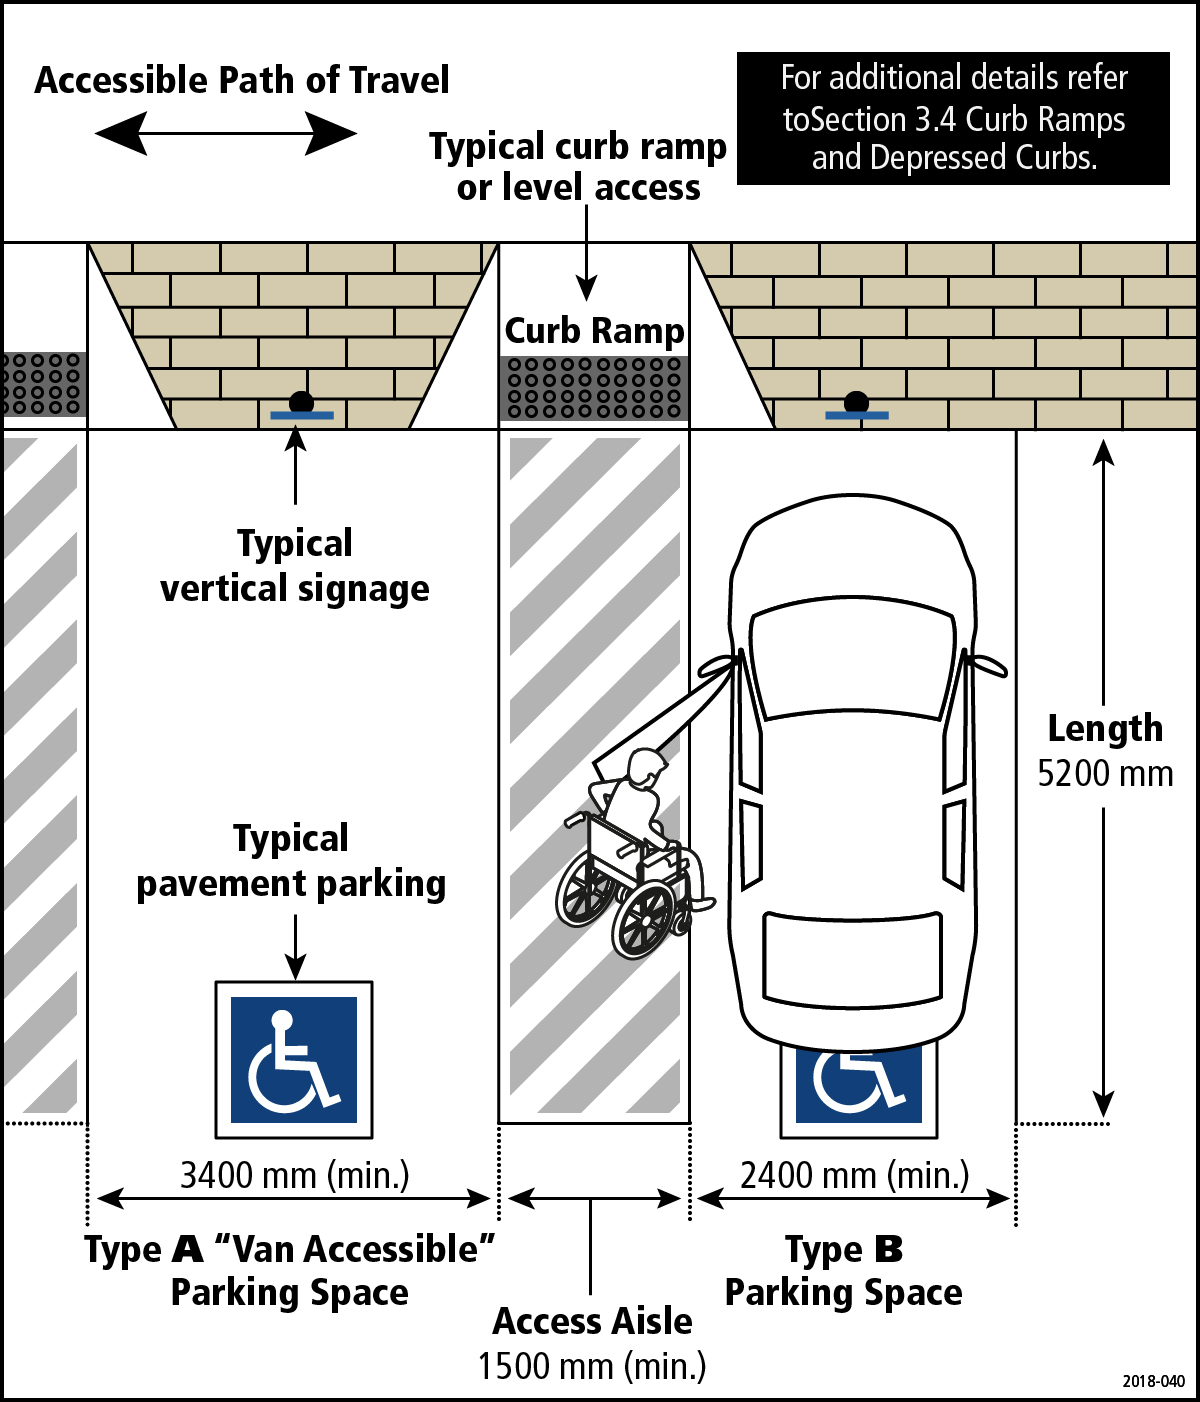 Accessible Path of Travel
For additional details refer
toSection 3.4 Curb Ramps
and Depressed Curbs.
Typical curb ramp
or level access
Curb Ramp
Typical
vertical signage
Length
5200 mm
Typical
pavement parking
3400 mm (min.)
2400 mm (min.)
Type A “Van Accessible”
Parking Space
Type B
Parking Space
Access Aisle
1500 mm (min.)
2018-040